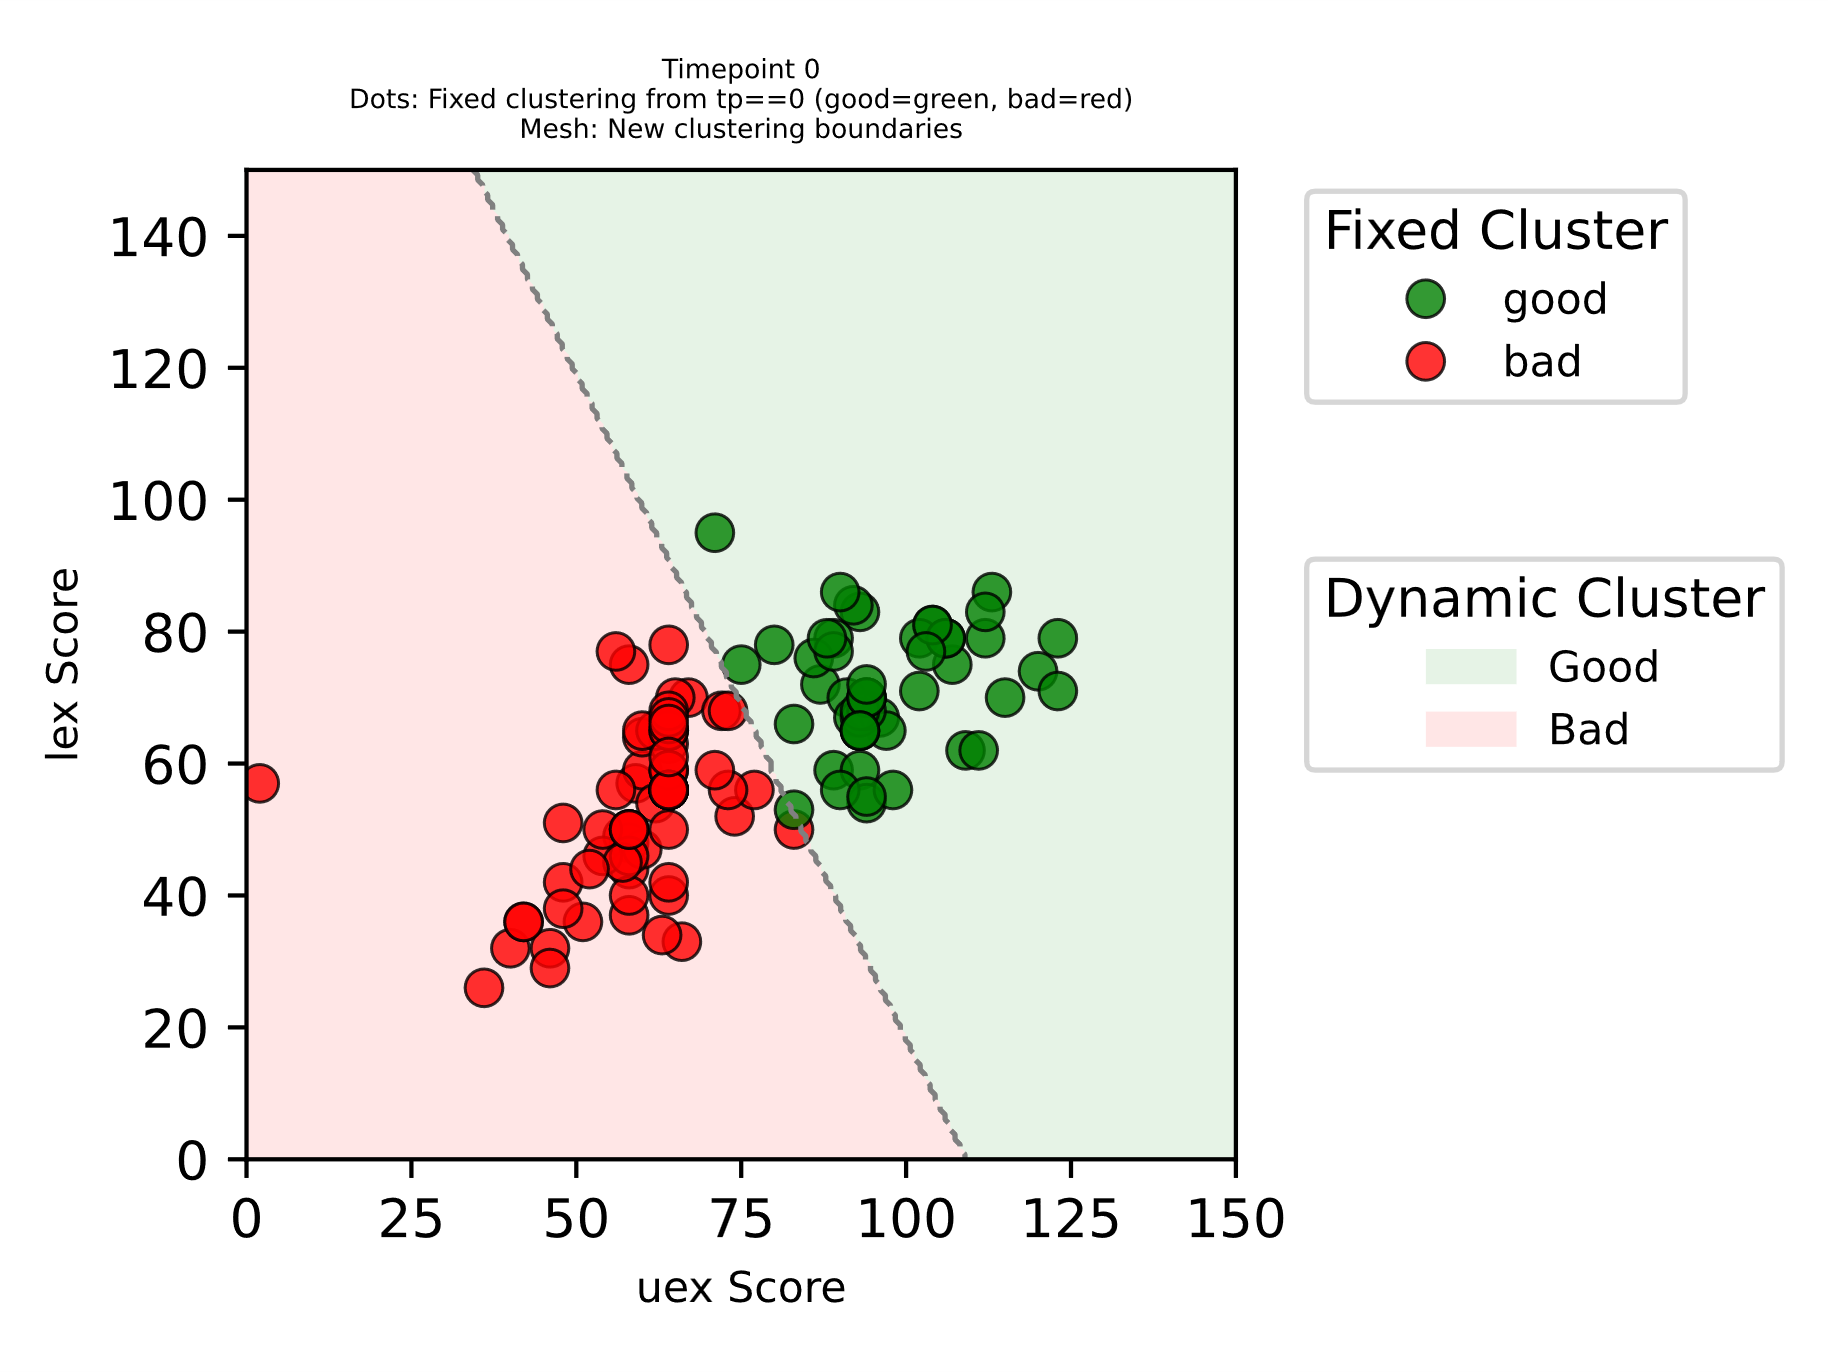 Timepoint 0
Dots: Fixed clustering from tp==0 (good=green, bad=red)
Mesh: New clustering boundaries
140
120
100
80
60
40
20
0
lex Score
0 25 50 75 100 125 150
uex Score
Fixed Cluster
good
bad
Dynamic Cluster
Good
Bad